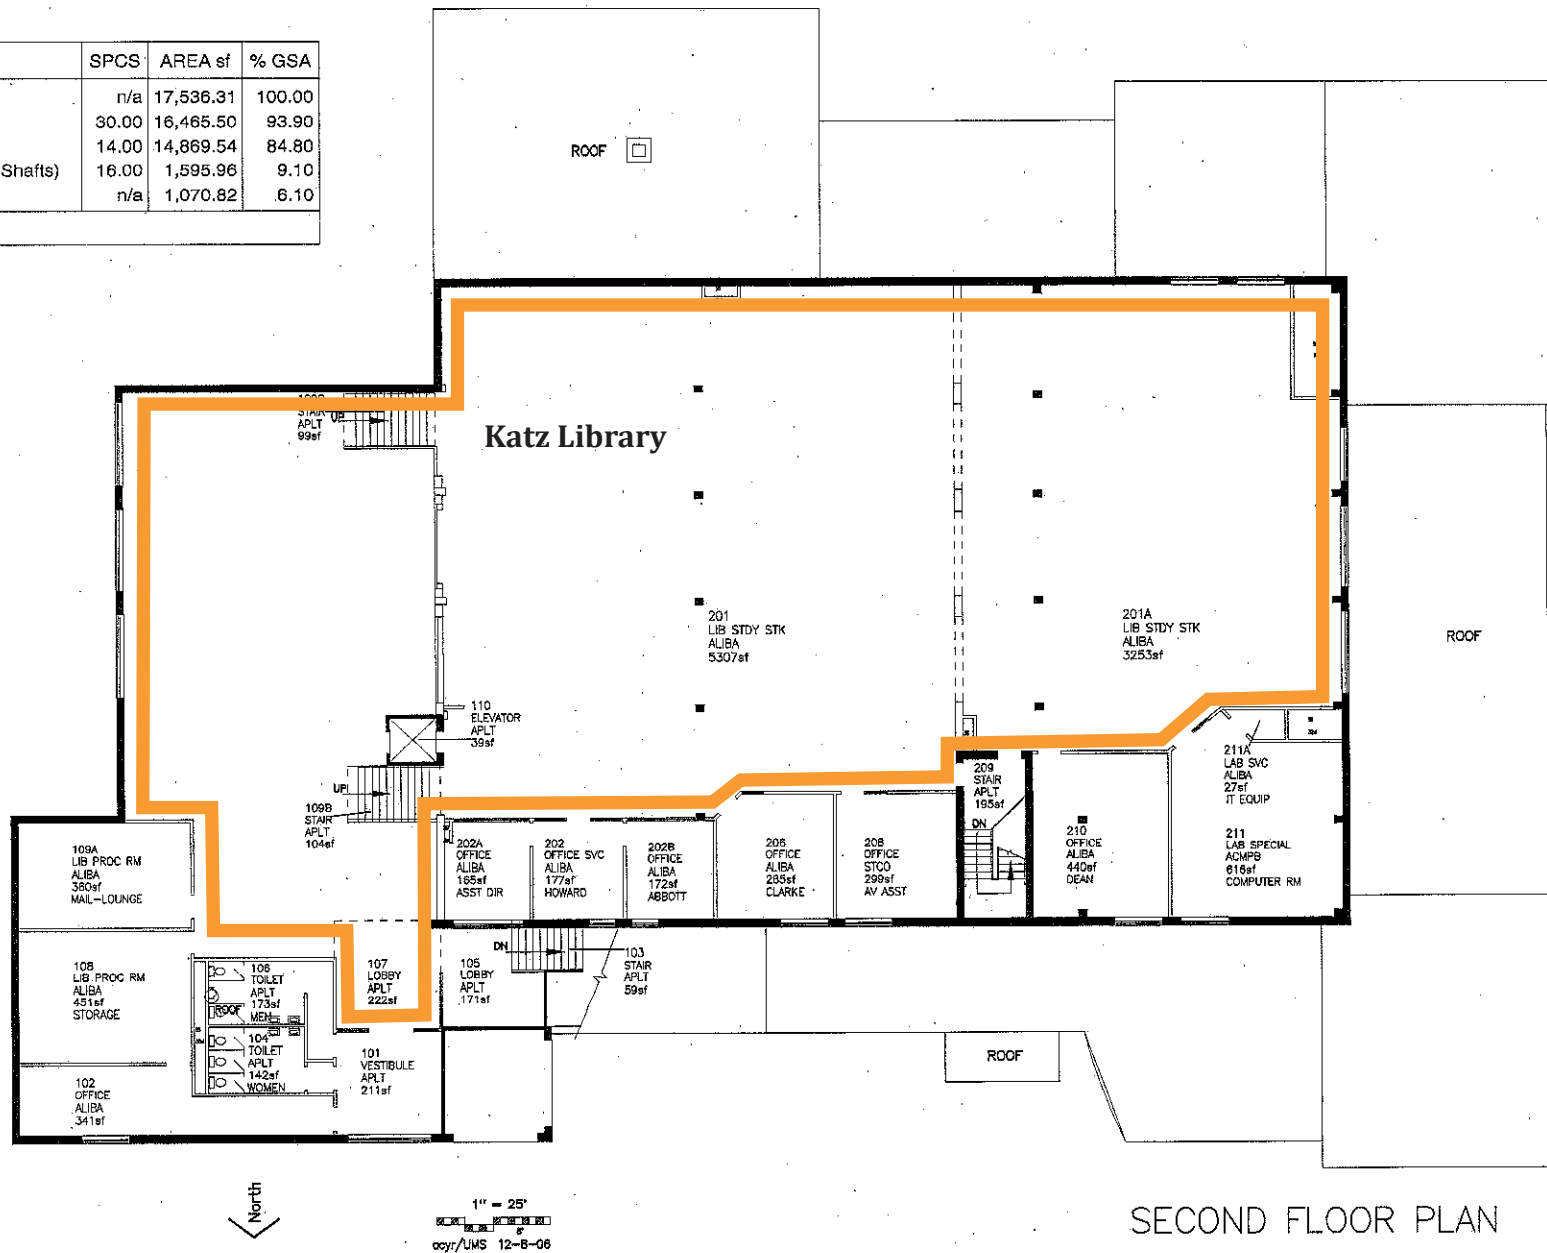 SPCS AREA sf % GSA
n/a 17,536.31 100.00
30.00 16,465.50 93.90
14.00 14,869.54 84.80
Shafts) 16.00 1,595.96 9.10
n/a 1,070.82 6.10
ROOF
STAIR
APLT
99sf
UP
Katz Library
201
LIB STDY STK
ALIBA
5307sf
201A
LIB STDY STK
ALIBA
3253sf
ROOF
110
ELEVATOR
APLT
39sf
UP
109B
STAIR
APLT
104sf
109A
LIB PROC RM
ALIBA
380sf
MAIL-LOUNGE
202A
OFFICE
ALIBA
165sf
ASST DIR
202
OFFICE SVC
ALIBA
177sf
HOWARD
202B
OFFICE
ALIBA
172sf
ABBOTT
206
OFFICE
ALIBA
285sf
CLARKE
208
OFFICE
STCO
299sf
AV ASST
209
STAIR
APLT
195sf
DN
210
OFFICE
ALIBA
440sf
DEAN
211A
LAB SVC
ALIBA
27sf
IT EQUIP
211
LAB SPECIAL
ACMPB
616sf
COMPUTER RM
108
LIB PROC RM
ALIBA
451sf
STORAGE
106
TOILET
APLT
173sf
MEN
ROOF
107
LOBBY
APLT
222sf
105
LOBBY
APLT
171sf
DN
103
STAIR
APLT
59sf
104
TOILET
APLT
142sf
WOMEN
101
VESTIBULE
APLT
211sf
102
OFFICE
ALIBA
341sf
ROOF
North
1" = 25'
8'
acyr/UMS 12-8-06
SECOND FLOOR PLAN